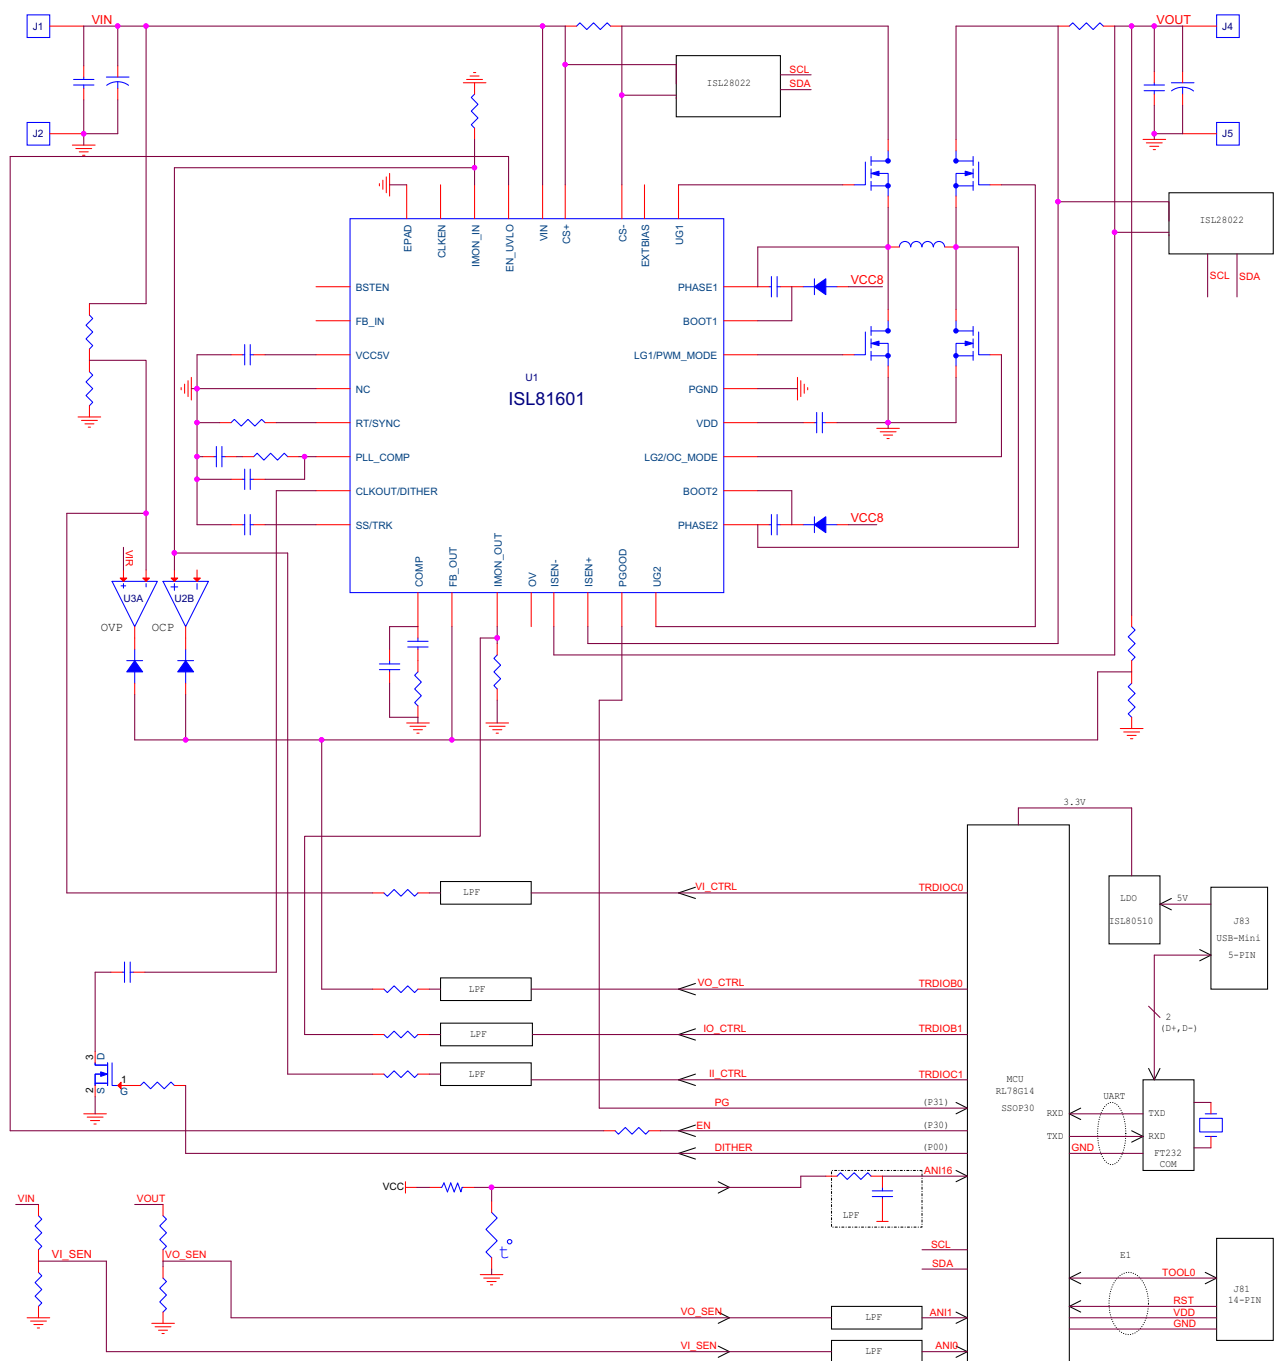 J1
VIN
VOUT
J4
ISL28022
SCL
SDA
J2
J5
ISL28022
SCL
SDA
EPAD
CLKEN
IMON_IN
EN_UVLO
VIN
CS+
CS-
EXTBIAS
UG1
BSTEN
FB_IN
VCC5V
NC
RT/SYNC
PLL_COMP
CLKOUT/DITHER
SS/TRK
U1
ISL81601
PHASE1
BOOT1
LG1/PWM_MODE
PGND
VDD
LG2/OC_MODE
BOOT2
PHASE2
VCC8
VCC8
COMP
FB_OUT
IMON_OUT
OV
ISEN-
ISEN+
PGOOD
UG2
VIR
+
-
+
-
U3A
U2B
OVP
OCP
3.3V
LPF
VI_CTRL
TRDIOC0
LDO
ISL80510
5V
J83
USB-Mini
5-PIN
LPF
VO_CTRL
TRDIOB0
2
(D+,D-)
LPF
IO_CTRL
TRDIOB1
3
D
1
G
2
S
LPF
II_CTRL
TRDIOC1
MCU
RL78G14
SSOP30
PG
(P31)
EN
(P30)
DITHER
(P00)
UART
RXD
TXD
TXD
RXD
GND
FT232
COM
VCC
ANI16
LPF
t°
VIN
VOUT
VI_SEN
VO_SEN
SCL
SDA
E1
TOOL0
RST
VDD
GND
J81
14-PIN
VO_SEN
LPF
ANI1
VI_SEN
LPF
ANI0